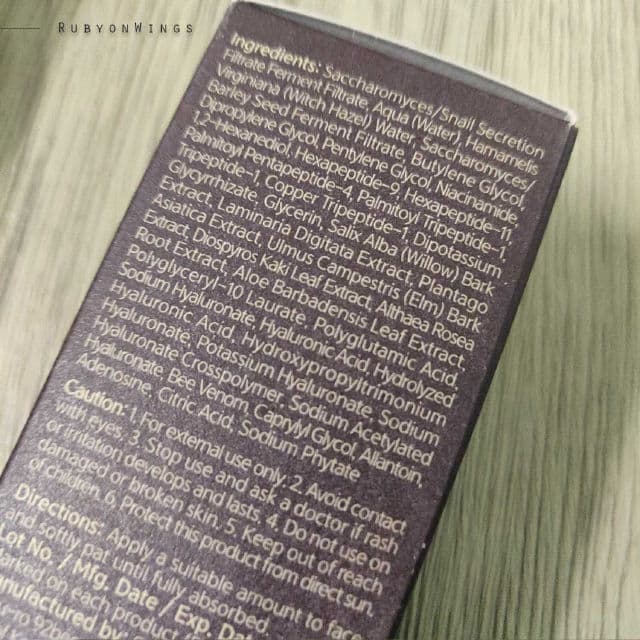 RUBYONWINGS
Ingredients: Saccharomyces/Snail Secretion
Filtrate Ferment Filtrate, Aqua (Water), Hamamelis
Virginiana (Witch Hazel) Water, Saccharomyces/
Barley Seed Ferment Filtrate, Butylene Glycol,
Dipropylene Glycol, Pentylene Glycol, Niacinamide,
1,2-Hexanediol, Hexapeptide-9, Hexapeptide-11,
Palmitoyl Pentapeptide-4, Palmitoyl Tripeptide-1,
Tripeptide-1, Copper Tripeptide-1, Dipotassium
Glycyrrhizate, Glycerin, Salix Alba (Willow) Bark
Extract, Laminaria Digitata Extract, Plantago
Asiatica Extract, Ulmus Campestris (Elm) Bark
Extract, Diospyros Kaki Leaf Extract, Althaea Rosea
Root Extract, Aloe Barbadensis Leaf Extract,
Polyglyceryl-10 Laurate, Polyglutamic Acid,
Sodium Hyaluronate, Hyaluronic Acid, Hydrolyzed
Hyaluronic Acid, Hydroxypropyltrimonium
Hyaluronate, Potassium Hyaluronate, Sodium
Hyaluronate Crosspolymer, Sodium Acetylated
Hyaluronate, Bee Venom, Caprylyl Glycol, Allantoin,
Adenosine, Citric Acid, Sodium Phytate
Caution: 1. For external use only. 2. Avoid contact
with eyes. 3. Stop use and ask a doctor if rash
or irritation develops and lasts. 4. Do not use on
damaged or broken skin. 5. Keep out of reach
of children. 6. Protect this product from direct sun.
Directions: Apply a suitable amount to face
and softly pat until fully absorbed.
Lot No. / Mfg. Date / Exp. Date
on each product
Manufactured by: